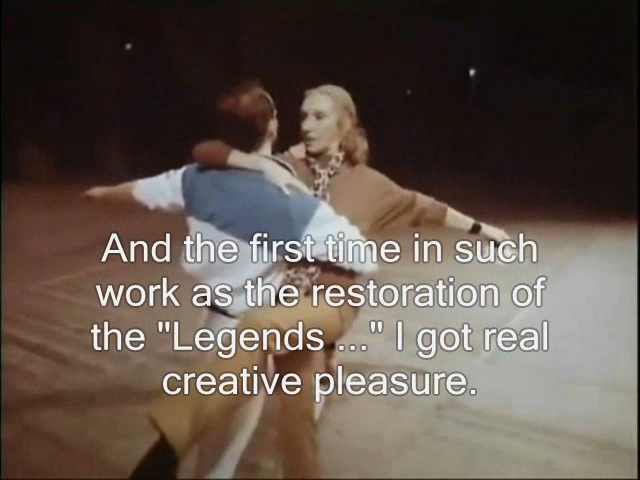 And the first time in such
work as the restoration of
the "Legends ..." I got real
creative pleasure.